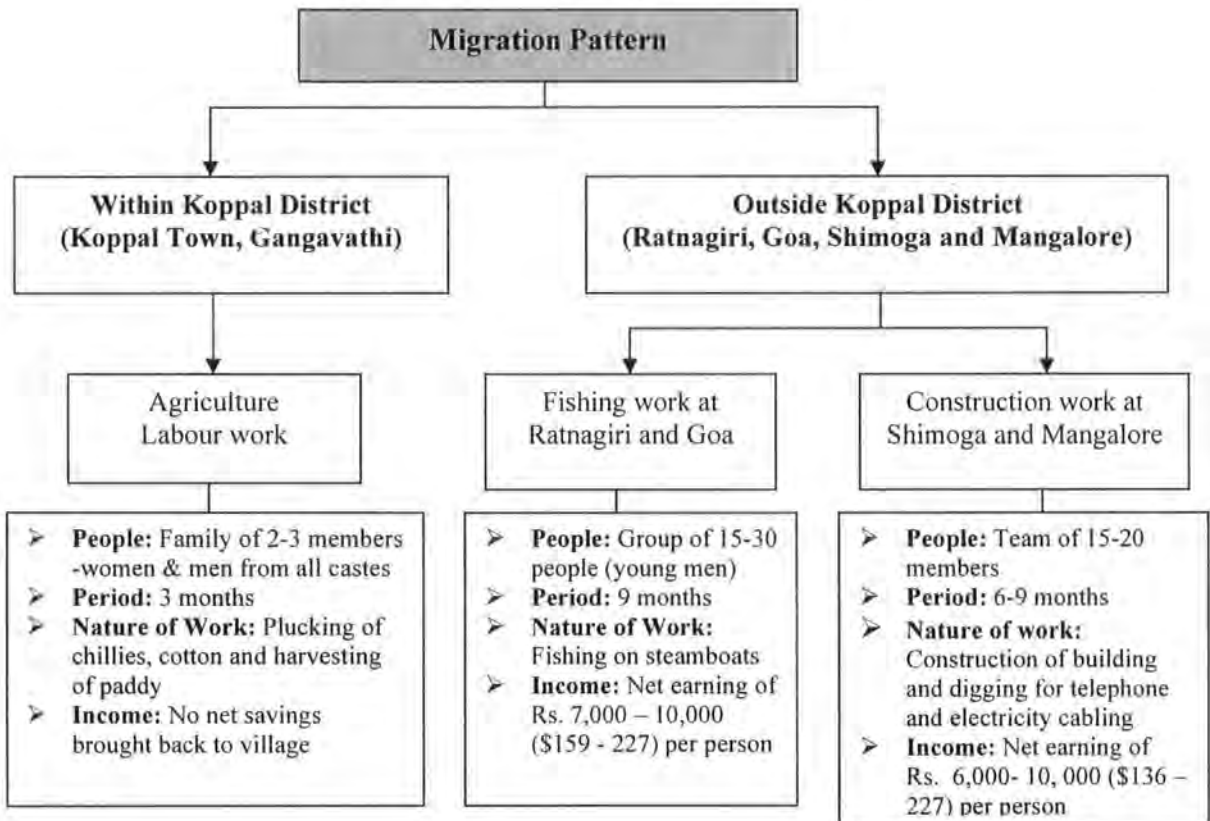 Migration Pattern
Within Koppal District
(Koppal Town, Gangavathi)
Outside Koppal District
(Ratnagiri, Goa, Shimoga and Mangalore)
Agriculture
Labour work
Fishing work at
Ratnagiri and Goa
Construction work at
Shimoga and Mangalore
➢ People: Family of 2-3 members
-women & men from all castes
➢ Period: 3 months
➢ Nature of Work: Plucking of
chillies, cotton and harvesting
of paddy
➢ Income: No net savings
brought back to village
➢ People: Group of 15-30
people (young men)
➢ Period: 9 months
➢ Nature of Work:
Fishing on steamboats
➢ Income: Net earning of
Rs. 7,000 – 10,000
($159 - 227) per person
➢ People: Team of 15-20
members
➢ Period: 6-9 months
➢ Nature of work:
Construction of building
and digging for telephone
and electricity cabling
➢ Income: Net earning of
Rs. 6,000- 10, 000 ($136 –
227) per person